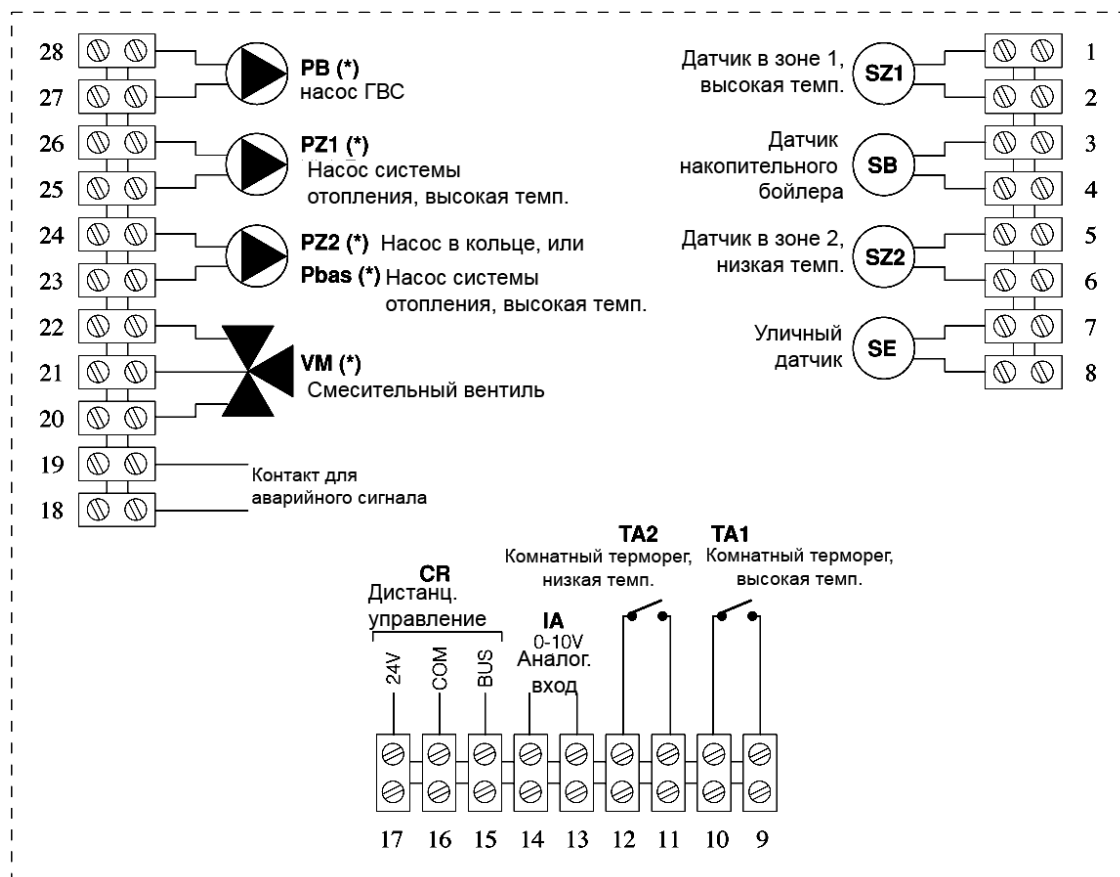 28
27
PB (*)
насос ГВС
26
25
PZ1 (*)
Насос системы
отопления, высокая темп.
24
23
PZ2 (*) Насос в кольце, или
Pbas (*) Насос системы
отопления, высокая темп.
22
21
20
VM (*)
Смесительный вентиль
19
18
Контакт для
аварийного сигнала
Датчик в зоне 1,
высокая темп.
SZ1
1
2
Датчик
накопительного
бойлера
SB
3
4
Датчик в зоне 2,
низкая темп.
SZ2
5
6
Уличный
датчик
SE
7
8
CR
Дистанц.
управление
24V
COM
BUS
IA
0-10V
Аналог.
вход
TA2
Комнатный терморег,
низкая темп.
TA1
Комнатный терморег,
высокая темп.
17 16 15 14 13 12 11 10 9